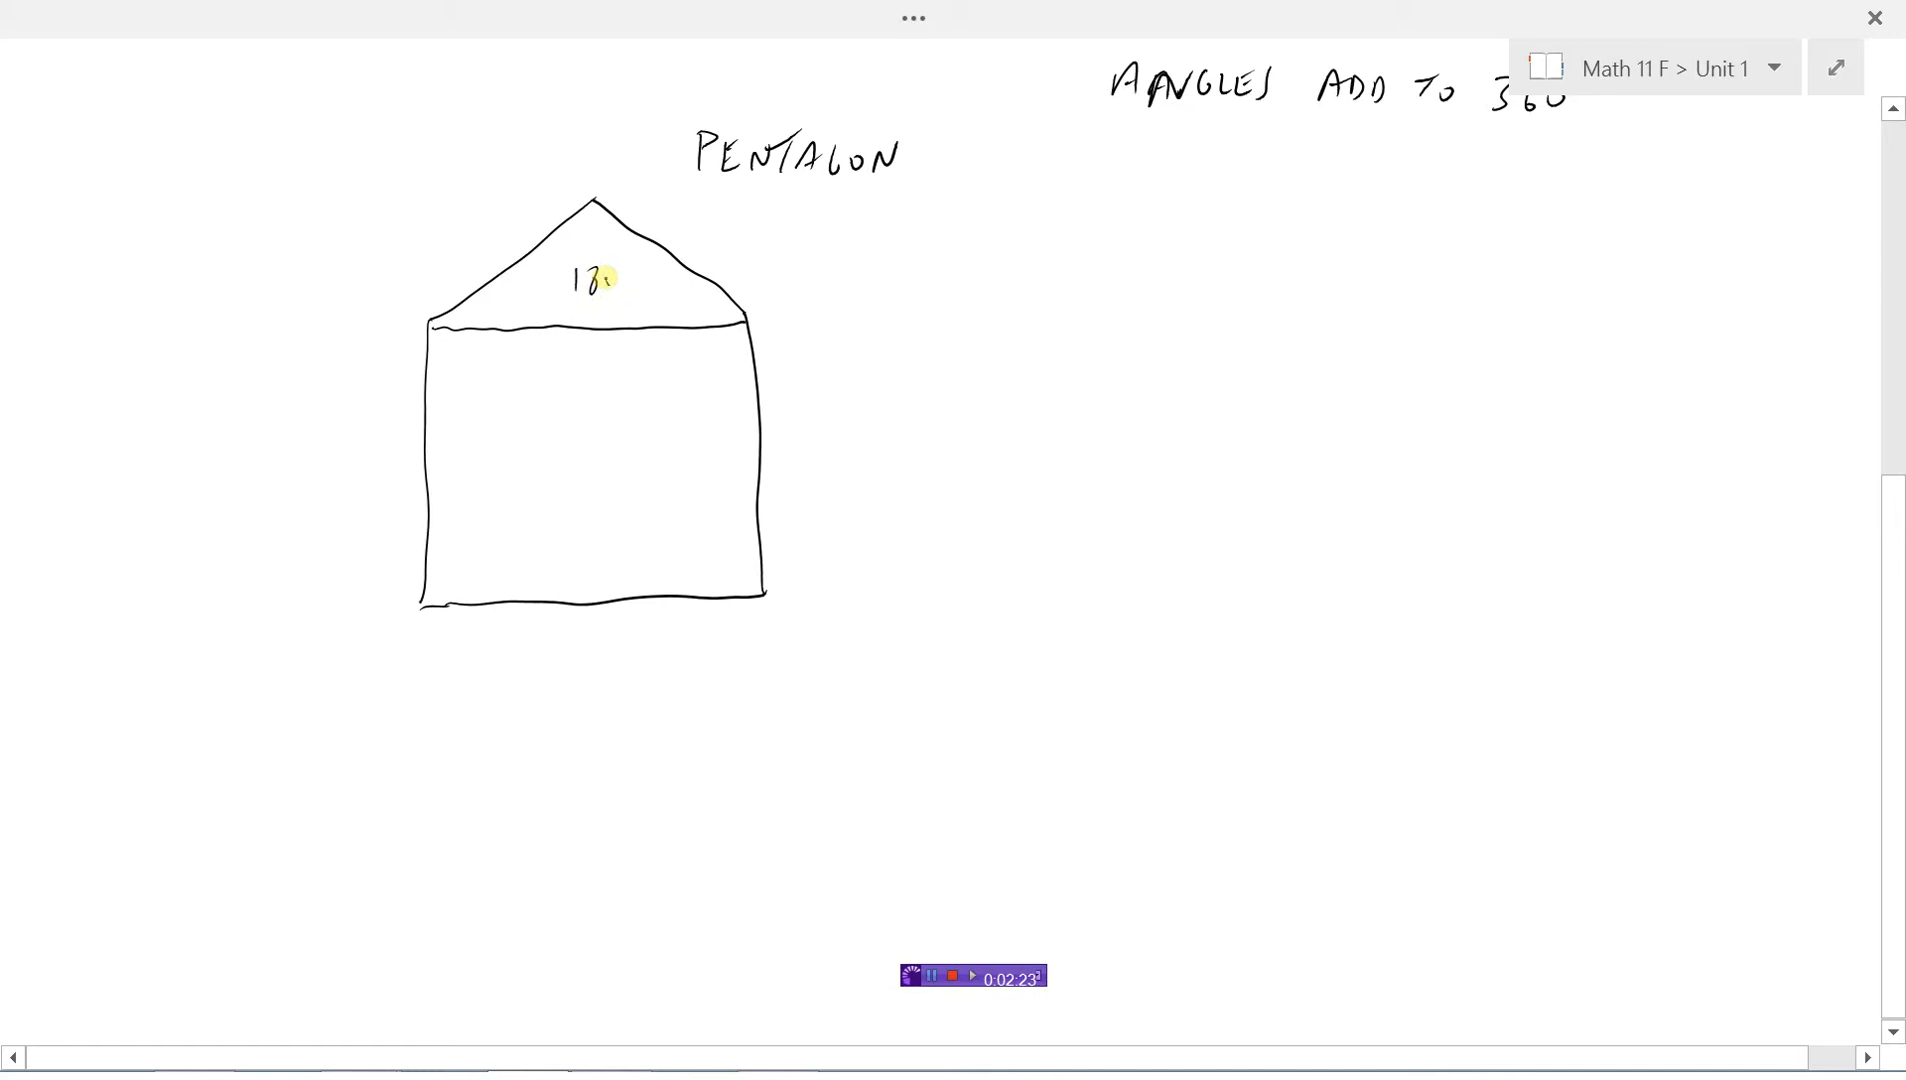 Math 11 F > Unit 1
ANGLES ADD TO 360
PENTAGON
18
0:02:23